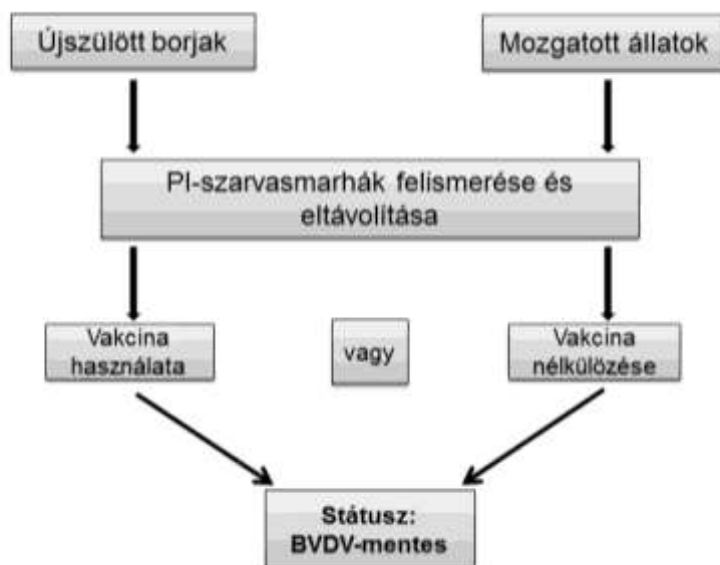 Újszülött borjak
Mozgatott állatok
PI-szarvasmarhák felismerése és
eltávolítása
Vakcina
használata
vagy
Vakcina
nélkülözése
Státusz:
BVDV-mentes